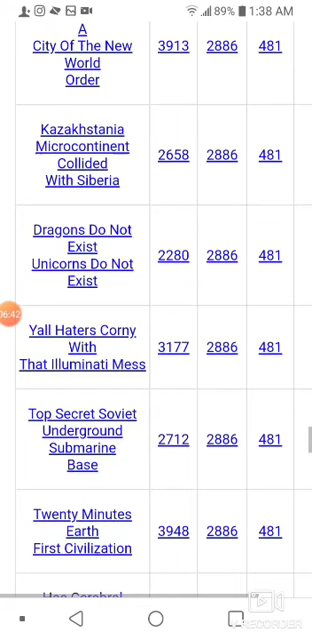 89% 1:38 AM
A
City Of The New
World
Order
3913 2886 481
Kazakhstania
Microcontinent
Collided
With Siberia
2658 2886 481
Dragons Do Not
Exist
Unicorns Do Not
Exist
2280 2886 481
06:42
Yall Haters Corny
With
That Illuminati Mess
3177 2886 481
Top Secret Soviet
Underground
Submarine
Base
2712 2886 481
Twenty Minutes
Earth
First Civilization
3948 2886 481
Has Cerebral
RECORDER